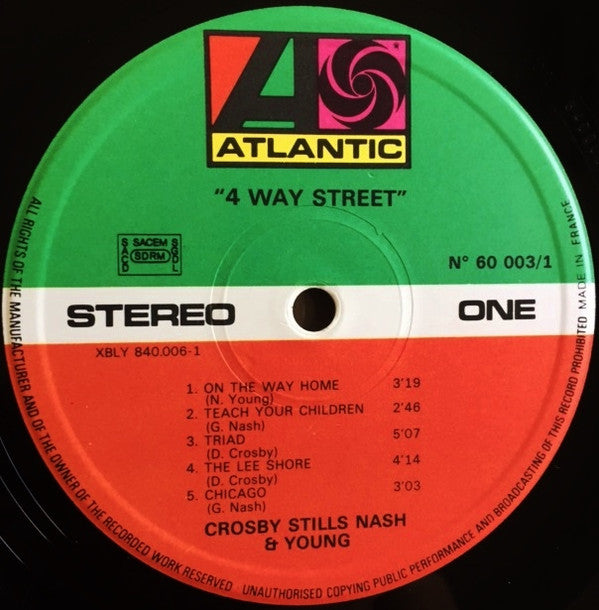 ATLANTIC
"4 WAY STREET"
SACEM
SACD SDRM SGDL
N° 60 003/1
STEREO ONE
XBLY 840.006-1
1. ON THE WAY HOME 3'19
(N. Young)
2. TEACH YOUR CHILDREN 2'46
(G. Nash)
3. TRIAD 5'07
(D. Crosby)
4. THE LEE SHORE 4'14
(D. Crosby)
5. CHICAGO 3'03
(G. Nash)
CROSBY STILLS NASH
& YOUNG
ALL RIGHTS OF THE MANUFACTURER AND OF THE OWNER OF THE RECORDED WORK RESERVED - UNAUTHORISED COPYING PUBLIC PERFORMANCE AND BROADCASTING OF THIS RECORD PROHIBITED MADE IN FRANCE